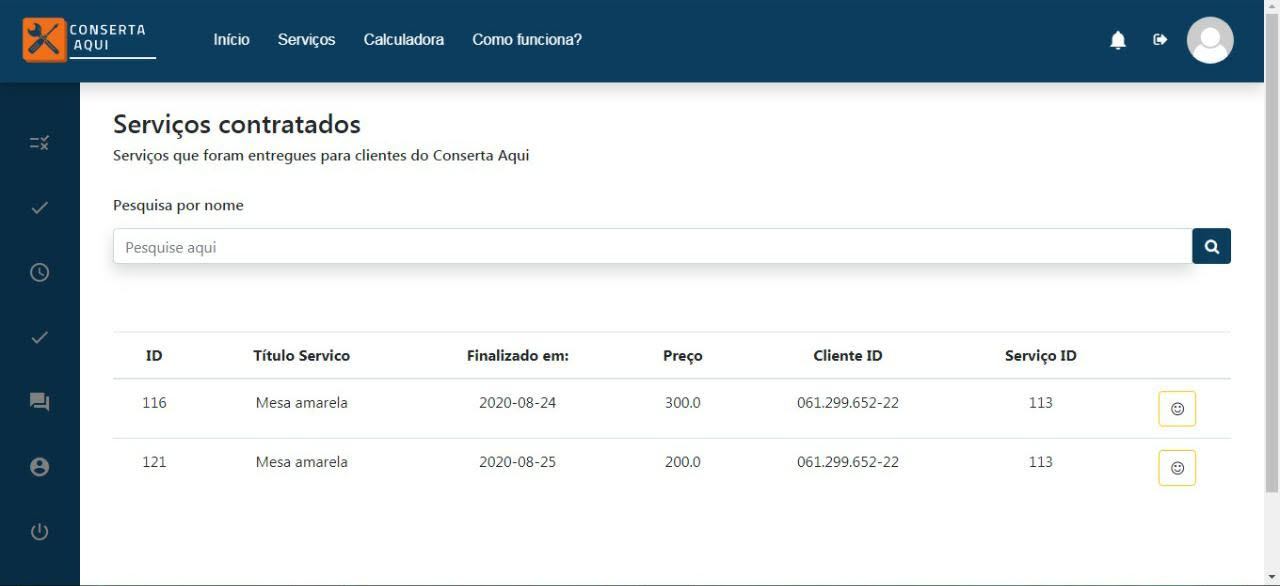 CONSERTA
AQUI
Início Serviços Calculadora Como funciona?
Serviços contratados
Serviços que foram entregues para clientes do Conserta Aqui
Pesquisa por nome
Pesquise aqui
ID Título Servico Finalizado em: Preço Cliente ID Serviço ID
116 Mesa amarela 2020-08-24 300.0 061.299.652-22 113
121 Mesa amarela 2020-08-25 200.0 061.299.652-22 113